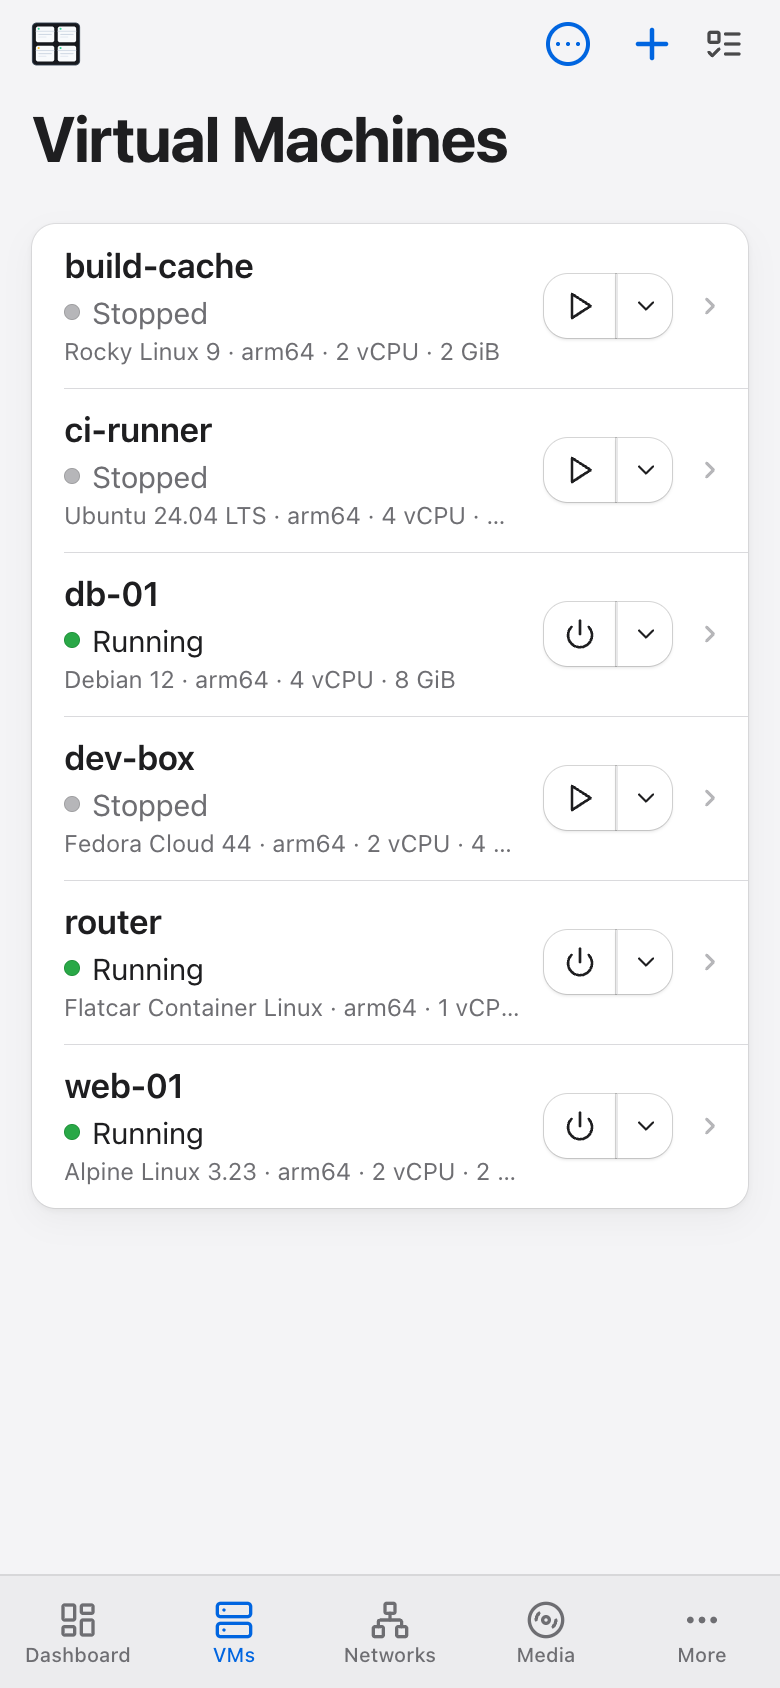 Virtual Machines
build-cache
Stopped
Rocky Linux 9 · arm64 · 2 vCPU · 2 GiB
ci-runner
Stopped
Ubuntu 24.04 LTS · arm64 · 4 vCPU · ...
db-01
Running
Debian 12 · arm64 · 4 vCPU · 8 GiB
dev-box
Stopped
Fedora Cloud 44 · arm64 · 2 vCPU · 4 ...
router
Running
Flatcar Container Linux · arm64 · 1 vCP...
web-01
Running
Alpine Linux 3.23 · arm64 · 2 vCPU · 2 ...
Dashboard VMs Networks Media More